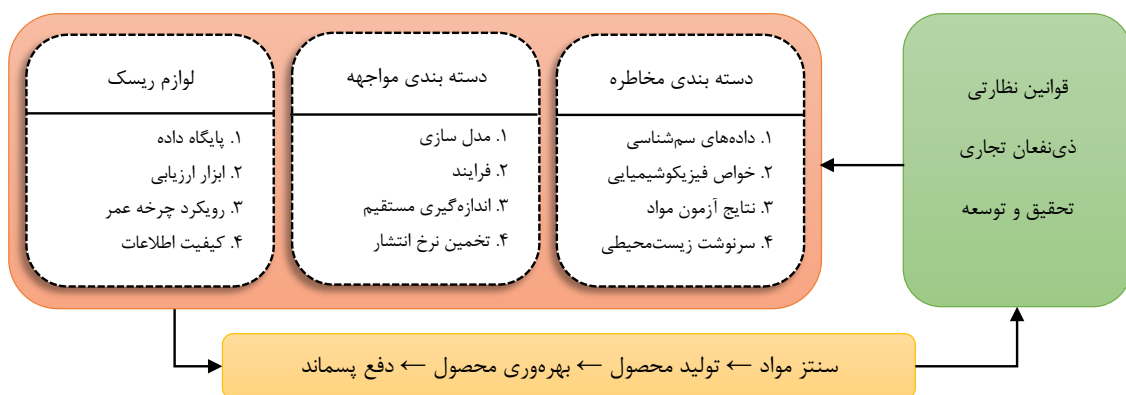 قوانین نظارتی
ذی‌نفعان تجاری
تحقیق و توسعه
دسته بندی مخاطره
۱. داده‌های سم‌شناسی
۲. خواص فیزیکوشیمیایی
۳. نتایج آزمون مواد
۴. سرنوشت زیست‌محیطی
دسته بندی مواجهه
۱. مدل سازی
۲. فرایند
۳. اندازه‌گیری مستقیم
۴. تخمین نرخ انتشار
لوازم ریسک
۱. پایگاه داده
۲. ابزار ارزیابی
۳. رویکرد چرخه عمر
۴. کیفیت اطلاعات
سنتز مواد ← تولید محصول ← بهره‌وری محصول ← دفع پسماند